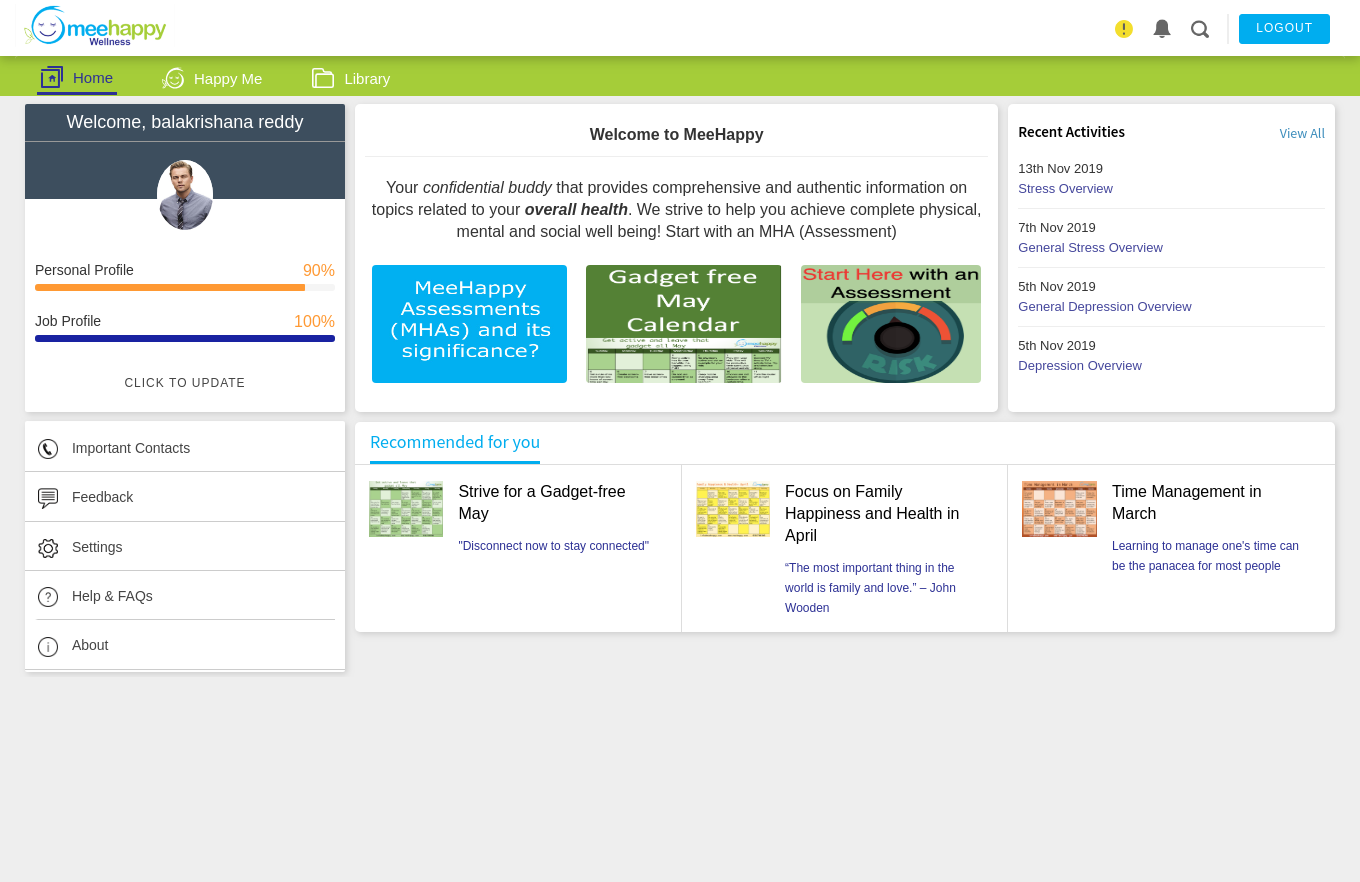 meehappy
Wellness
LOGOUT
Home
Happy Me
Library
Welcome, balakrishana reddy
Personal Profile 90%
Job Profile 100%
CLICK TO UPDATE
Important Contacts
Feedback
Settings
Help & FAQs
About
Welcome to MeeHappy
Your confidential buddy that provides comprehensive and authentic information on
topics related to your overall health. We strive to help you achieve complete physical,
mental and social well being! Start with an MHA (Assessment)
MeeHappy
Assessments
(MHAs) and its
significance?
Gadget free
May
Calendar
Get active and leave that
gadget all May
Start Here with an
Assessment
RISK
Recent Activities View All
13th Nov 2019
Stress Overview
7th Nov 2019
General Stress Overview
5th Nov 2019
General Depression Overview
5th Nov 2019
Depression Overview
Recommended for you
Strive for a Gadget-free
May
"Disconnect now to stay connected"
Focus on Family
Happiness and Health in
April
“The most important thing in the
world is family and love.” – John
Wooden
Time Management in
March
Learning to manage one's time can
be the panacea for most people